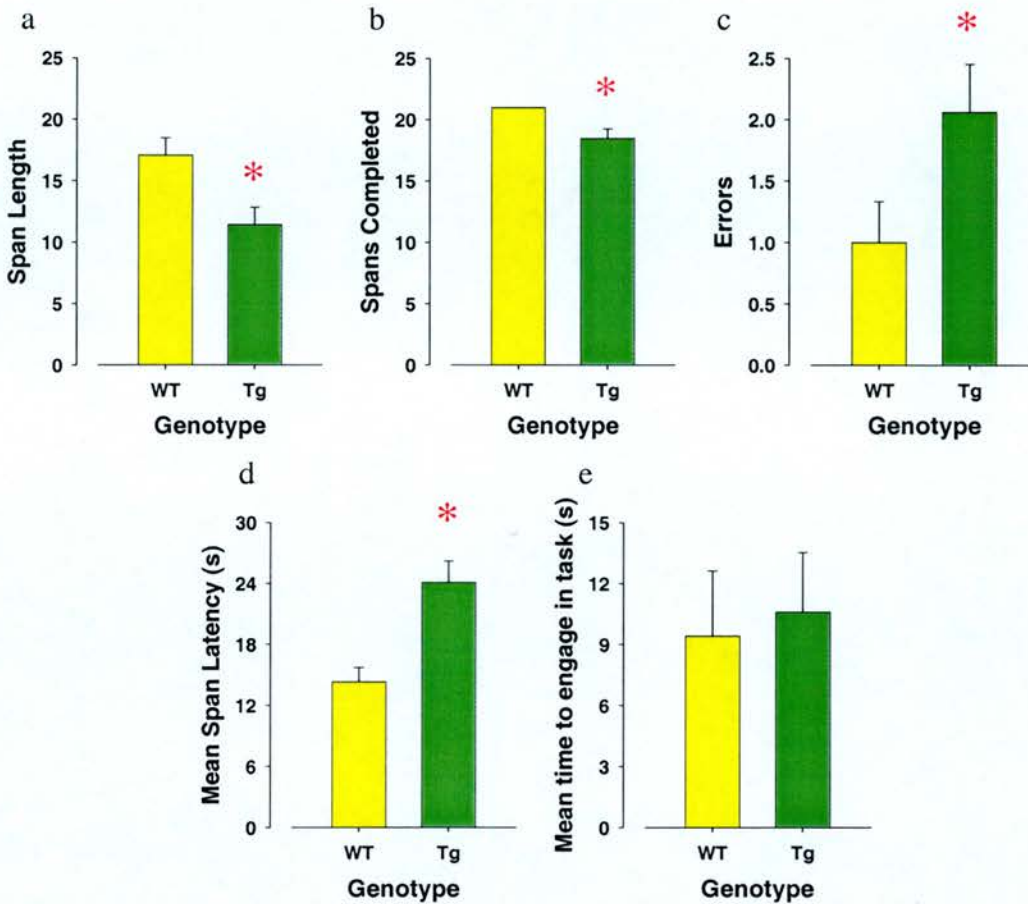 a
25
20
15
10
5
0
Span Length
*
WT Tg
Genotype
b
25
20
15
10
5
0
Spans Completed
*
WT Tg
Genotype
c
2.5
2.0
1.5
1.0
0.5
0.0
Errors
*
WT Tg
Genotype
d
30
24
18
12
6
0
Mean Span Latency (s)
*
WT Tg
Genotype
e
15
12
9
6
3
0
Mean time to engage in task (s)
WT Tg
Genotype